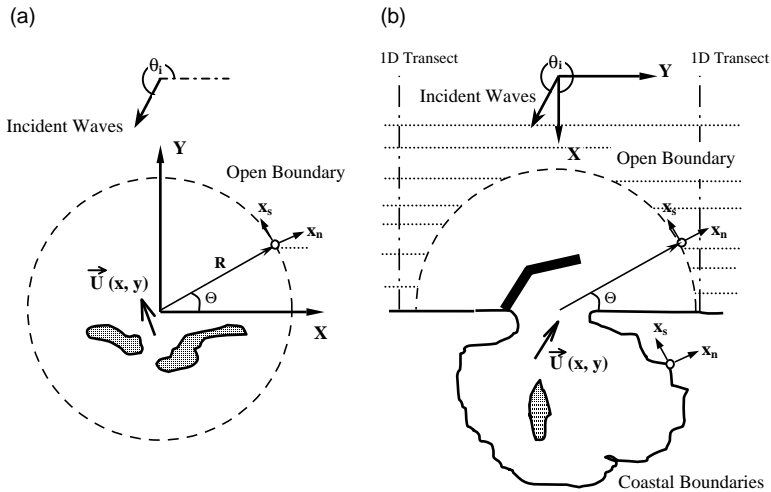 (a)
θi
Incident Waves
Y
Open Boundary
xs
xn
R
U (x, y)
Θ
X
(b)
1D Transect
1D Transect
θi
Y
Incident Waves
X
Open Boundary
xs
xn
Θ
xs
xn
U (x, y)
Coastal Boundaries